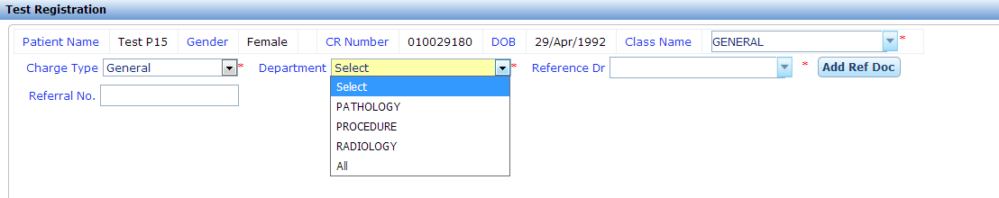 Test Registration
Patient Name Test P15 Gender Female CR Number 010029180 DOB 29/Apr/1992 Class Name GENERAL *
Charge Type General * Department Select * Reference Dr * Add Ref Doc
Select
Referral No.
PATHOLOGY
PROCEDURE
RADIOLOGY
All